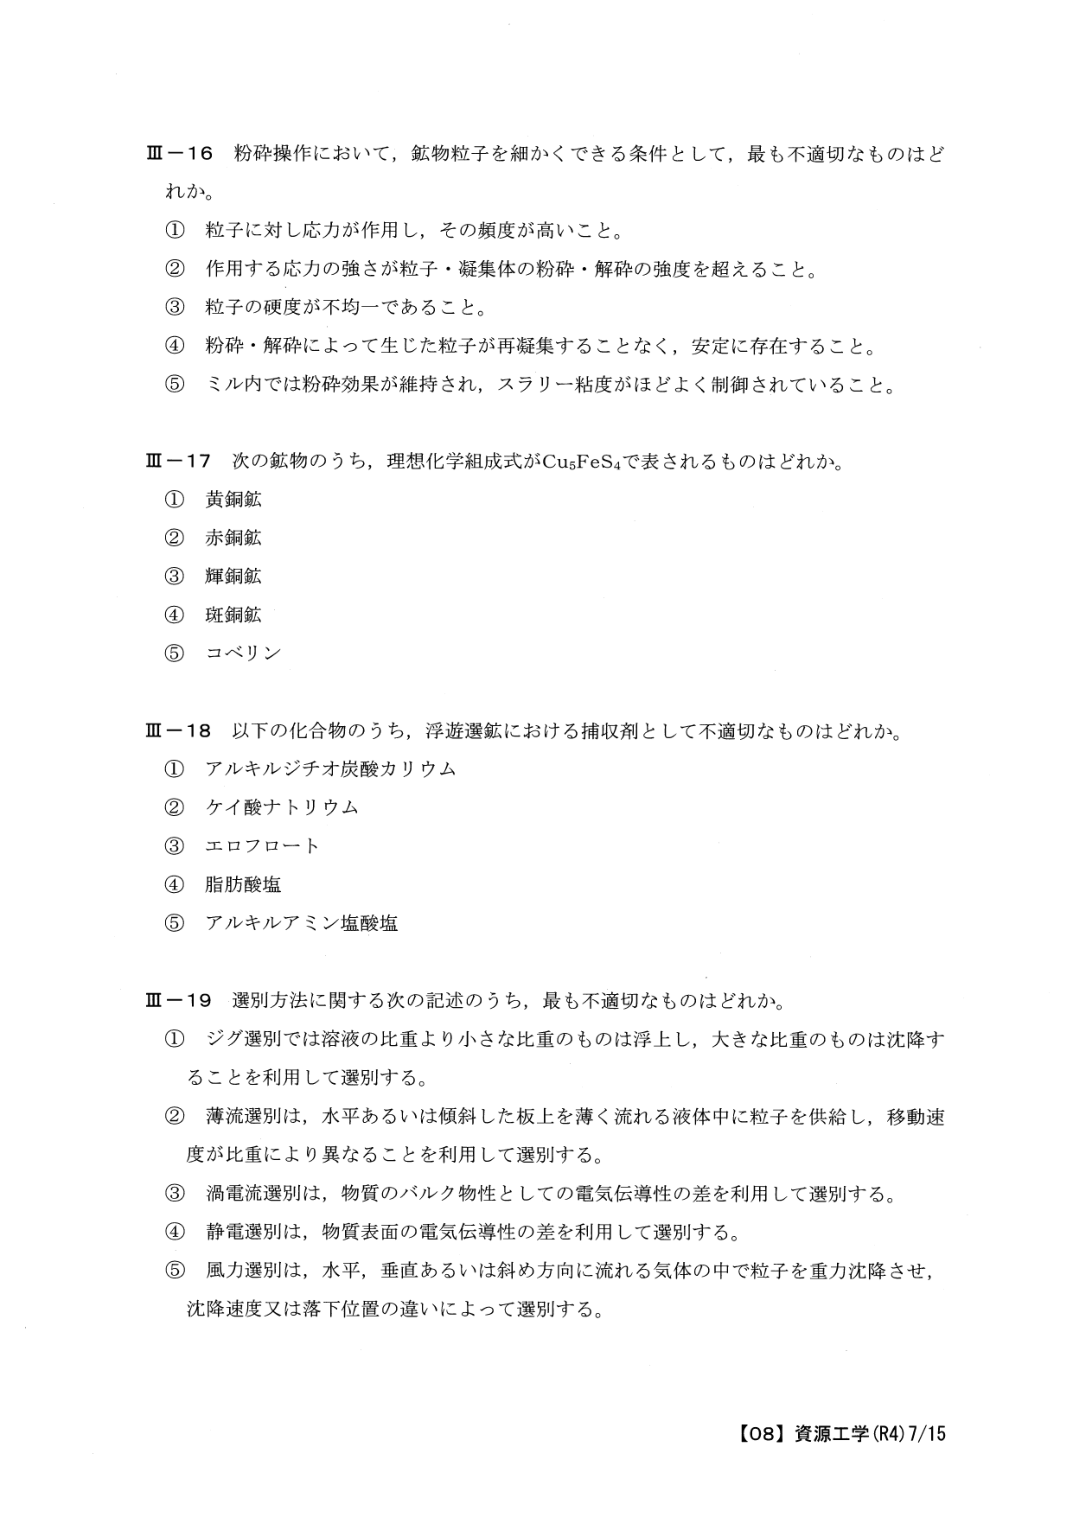 Ⅲ－16　粉砕操作において，鉱物粒子を細かくできる条件として，最も不適切なものはど
れか。
①　粒子に対し応力が作用し，その頻度が高いこと。
②　作用する応力の強さが粒子・凝集体の粉砕・解砕の強度を超えること。
③　粒子の硬度が不均一であること。
④　粉砕・解砕によって生じた粒子が再凝集することなく，安定に存在すること。
⑤　ミル内では粉砕効果が維持され，スラリー粘度がほどよく制御されていること。
Ⅲ－17　次の鉱物のうち，理想化学組成式がCu₅FeS₄で表されるものはどれか。
①　黄銅鉱
②　赤銅鉱
③　輝銅鉱
④　斑銅鉱
⑤　コベリン
Ⅲ－18　以下の化合物のうち，浮遊選鉱における捕収剤として不適切なものはどれか。
①　アルキルジチオ炭酸カリウム
②　ケイ酸ナトリウム
③　エロフロート
④　脂肪酸塩
⑤　アルキルアミン塩酸塩
Ⅲ－19　選別方法に関する次の記述のうち，最も不適切なものはどれか。
①　ジグ選別では溶液の比重より小さな比重のものは浮上し，大きな比重のものは沈降す
ることを利用して選別する。
②　薄流選別は，水平あるいは傾斜した板上を薄く流れる液体中に粒子を供給し，移動速
度が比重により異なることを利用して選別する。
③　渦電流選別は，物質のバルク物性としての電気伝導性の差を利用して選別する。
④　静電選別は，物質表面の電気伝導性の差を利用して選別する。
⑤　風力選別は，水平，垂直あるいは斜め方向に流れる気体の中で粒子を重力沈降させ，
沈降速度又は落下位置の違いによって選別する。
【08】資源工学(R4)7/15